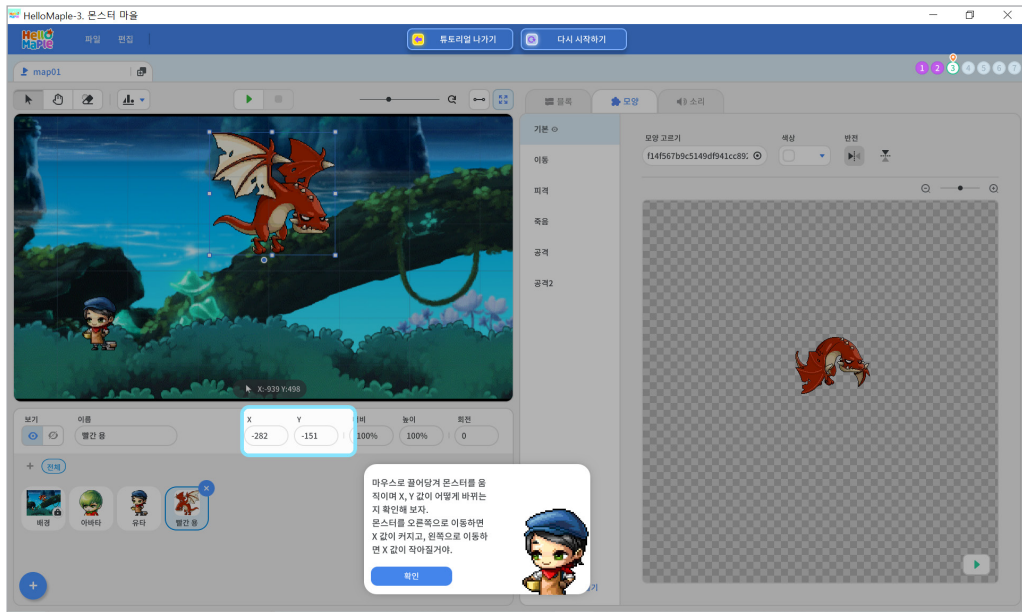 HelloMaple-3. 몬스터 마을
Hello Maple
파일 편집
튜토리얼 나가기
다시 시작하기
map01
1 2 3 4 5 6 7
블록 모양 소리
기본
이동
피격
죽음
공격
공격2
모양 고르기 색상 반전
f14f567b9c5149df941cc892
X:-939 Y:498
보기 이름 X Y 너비 높이 회전
빨간 용 -282 -151 100% 100% 0
전체
배경 아바타 유타 빨간 용
마우스로 끌어당겨 몬스터를 움
직이며 X, Y 값이 어떻게 바뀌는
지 확인해 보자.
몬스터를 오른쪽으로 이동하면
X 값이 커지고, 왼쪽으로 이동하
면 X 값이 작아질거야.
확인